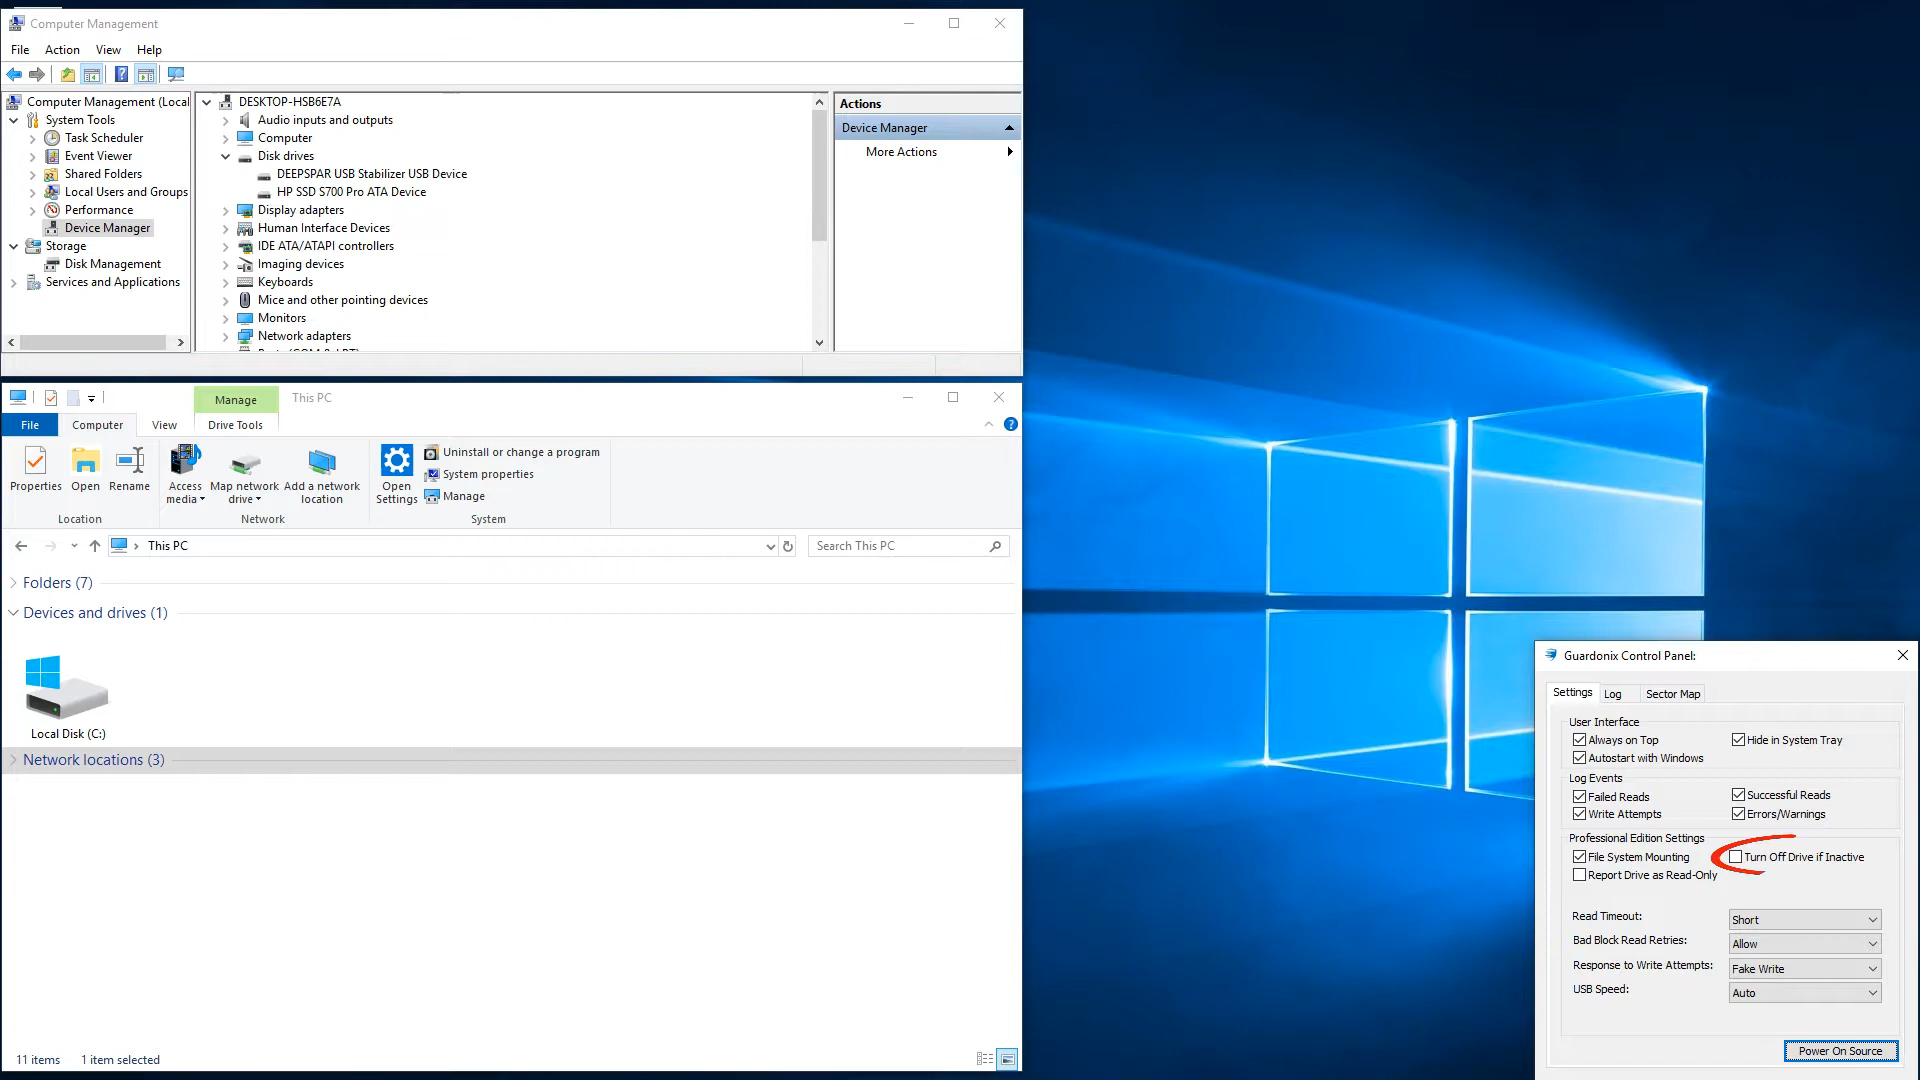 Computer Management
File Action View Help
Computer Management (Local
System Tools
Task Scheduler
Event Viewer
Shared Folders
Local Users and Groups
Performance
Device Manager
Storage
Disk Management
Services and Applications
DESKTOP-HSB6E7A
Audio inputs and outputs
Computer
Disk drives
DEEPSPAR USB Stabilizer USB Device
HP SSD S700 Pro ATA Device
Display adapters
Human Interface Devices
IDE ATA/ATAPI controllers
Imaging devices
Keyboards
Mice and other pointing devices
Monitors
Network adapters
Actions
Device Manager
More Actions
Manage This PC
File Computer View Drive Tools
Properties Open Rename
Location
Access media
Map network drive
Add a network location
Network
Open Settings
Uninstall or change a program
System properties
Manage
System
This PC
Search This PC
Folders (7)
Devices and drives (1)
Local Disk (C:)
Network locations (3)
11 items 1 item selected
Guardonix Control Panel:
Settings Log Sector Map
User Interface
Always on Top Hide in System Tray
Autostart with Windows
Log Events
Failed Reads Successful Reads
Write Attempts Errors/Warnings
Professional Edition Settings
File System Mounting Turn Off Drive if Inactive
Report Drive as Read-Only
Read Timeout: Short
Bad Block Read Retries: Allow
Response to Write Attempts: Fake Write
USB Speed: Auto
Power On Source